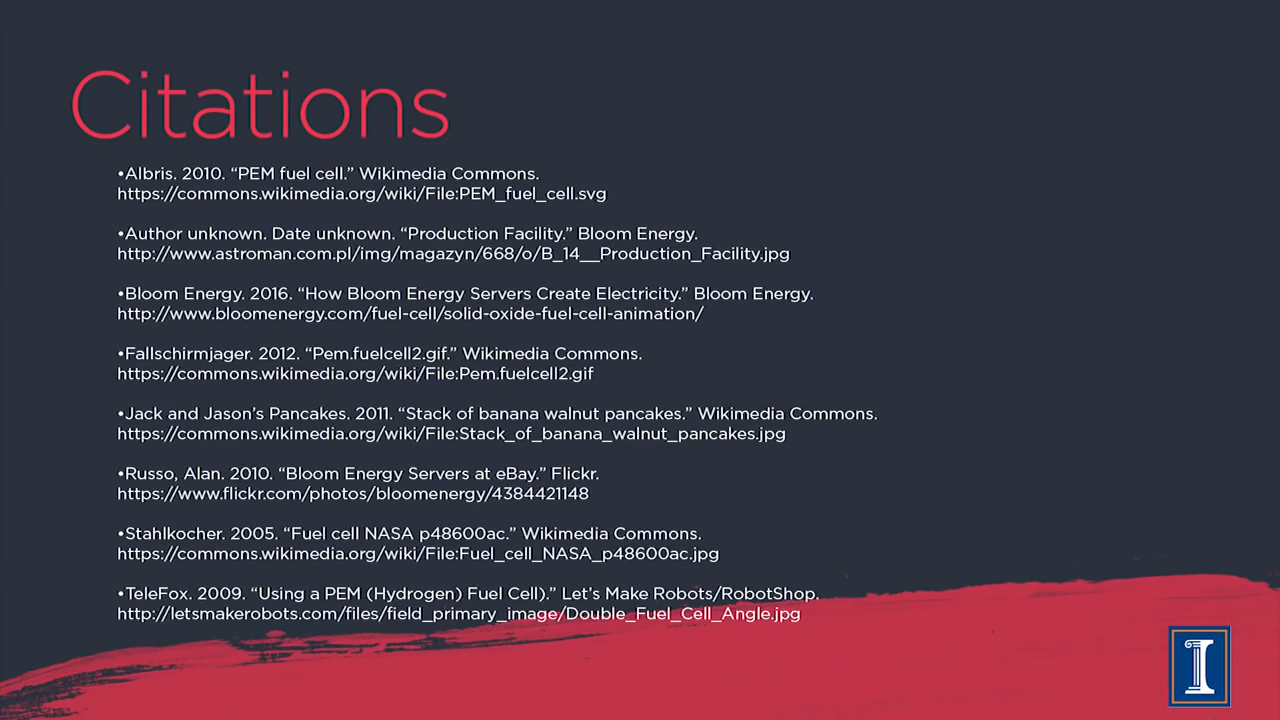 Citations
•Albris. 2010. “PEM fuel cell.” Wikimedia Commons.
https://commons.wikimedia.org/wiki/File:PEM_fuel_cell.svg
•Author unknown. Date unknown. “Production Facility.” Bloom Energy.
http://www.astroman.com.pl/img/magazyn/668/o/B_14__Production_Facility.jpg
•Bloom Energy. 2016. “How Bloom Energy Servers Create Electricity.” Bloom Energy.
http://www.bloomenergy.com/fuel-cell/solid-oxide-fuel-cell-animation/
•Fallschirmjager. 2012. “Pem.fuelcell2.gif.” Wikimedia Commons.
https://commons.wikimedia.org/wiki/File:Pem.fuelcell2.gif
•Jack and Jason’s Pancakes. 2011. “Stack of banana walnut pancakes.” Wikimedia Commons.
https://commons.wikimedia.org/wiki/File:Stack_of_banana_walnut_pancakes.jpg
•Russo, Alan. 2010. “Bloom Energy Servers at eBay.” Flickr.
https://www.flickr.com/photos/bloomenergy/4384421148
•Stahlkocher. 2005. “Fuel cell NASA p48600ac.” Wikimedia Commons.
https://commons.wikimedia.org/wiki/File:Fuel_cell_NASA_p48600ac.jpg
•TeleFox. 2009. “Using a PEM (Hydrogen) Fuel Cell).” Let’s Make Robots/RobotShop.
http://letsmakerobots.com/files/field_primary_image/Double_Fuel_Cell_Angle.jpg
I